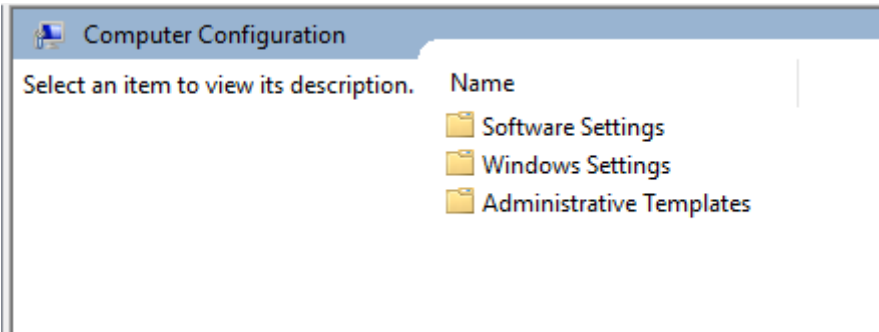 Computer Configuration
Select an item to view its description.
Name
Software Settings
Windows Settings
Administrative Templates